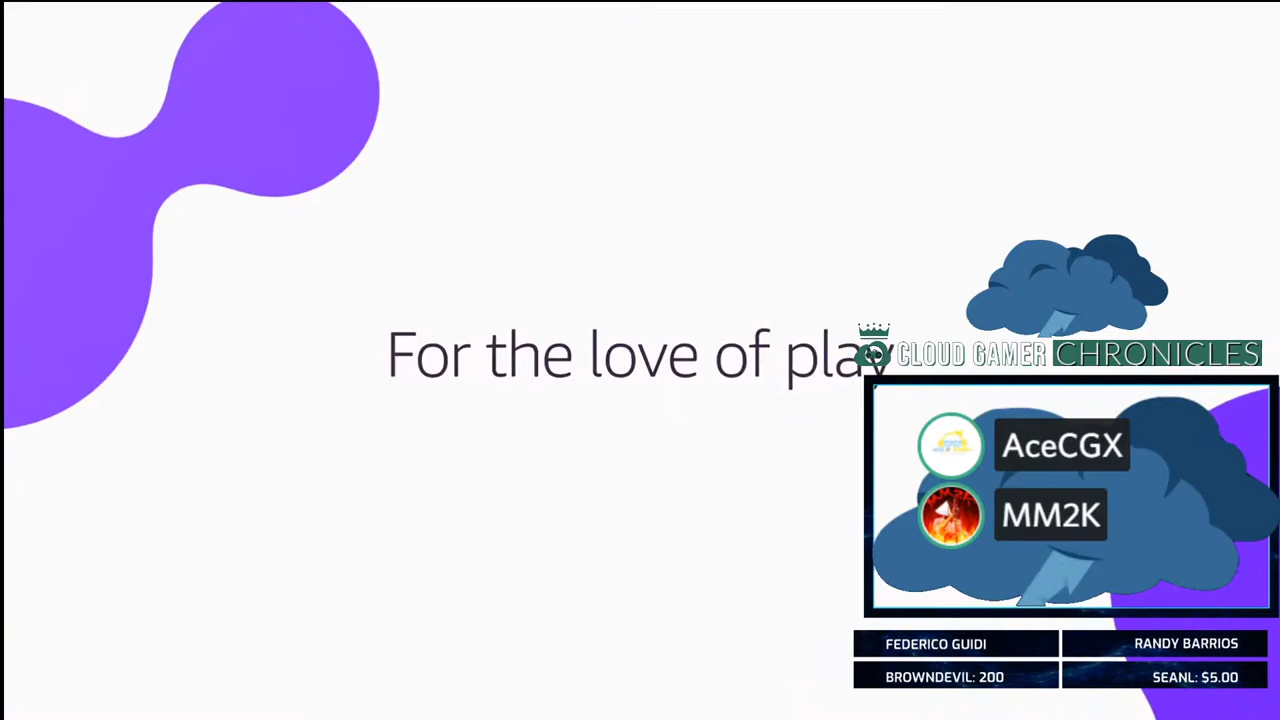 For the love of play
CLOUD GAMER CHRONICLES
AceCGX
MM2K
FEDERICO GUIDI
RANDY BARRIOS
BROWNDEVIL: 200
SEANL: $5.00